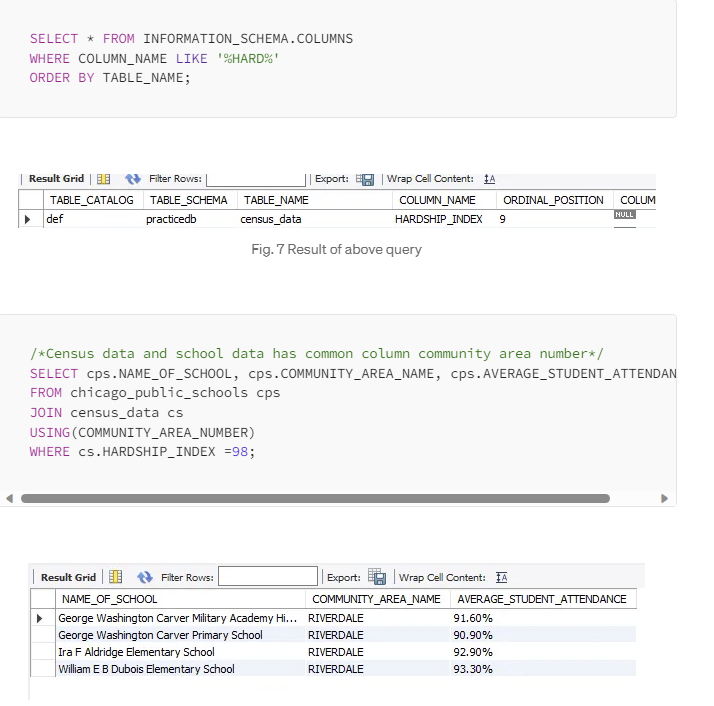 SELECT * FROM INFORMATION_SCHEMA.COLUMNS
WHERE COLUMN_NAME LIKE '%HARD%'
ORDER BY TABLE_NAME;
Result Grid Filter Rows: Export: Wrap Cell Content: IA
TABLE_CATALOG TABLE_SCHEMA TABLE_NAME COLUMN_NAME ORDINAL_POSITION COLUM
def practicedb census_data HARDSHIP_INDEX 9 NULL
Fig. 7 Result of above query
/*Census data and school data has common column community area number*/
SELECT cps.NAME_OF_SCHOOL, cps.COMMUNITY_AREA_NAME, cps.AVERAGE_STUDENT_ATTENDAN
FROM chicago_public_schools cps
JOIN census_data cs
USING(COMMUNITY_AREA_NUMBER)
WHERE cs.HARDSHIP_INDEX =98;
Result Grid Filter Rows: Export: Wrap Cell Content: IA
NAME_OF_SCHOOL COMMUNITY_AREA_NAME AVERAGE_STUDENT_ATTENDANCE
George Washington Carver Military Academy Hi... RIVERDALE 91.60%
George Washington Carver Primary School RIVERDALE 90.90%
Ira F Aldridge Elementary School RIVERDALE 92.90%
William E B Dubois Elementary School RIVERDALE 93.30%